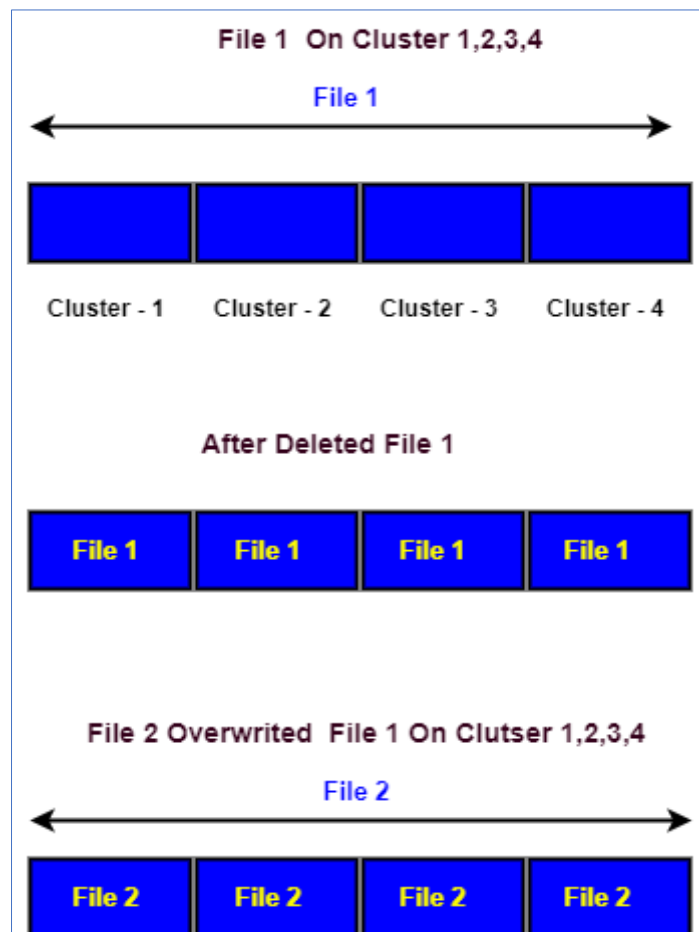 File 1 On Cluster 1,2,3,4
File 1
Cluster - 1 Cluster - 2 Cluster - 3 Cluster - 4
After Deleted File 1
File 1 File 1 File 1 File 1
File 2 Overwrited File 1 On Clutser 1,2,3,4
File 2
File 2 File 2 File 2 File 2